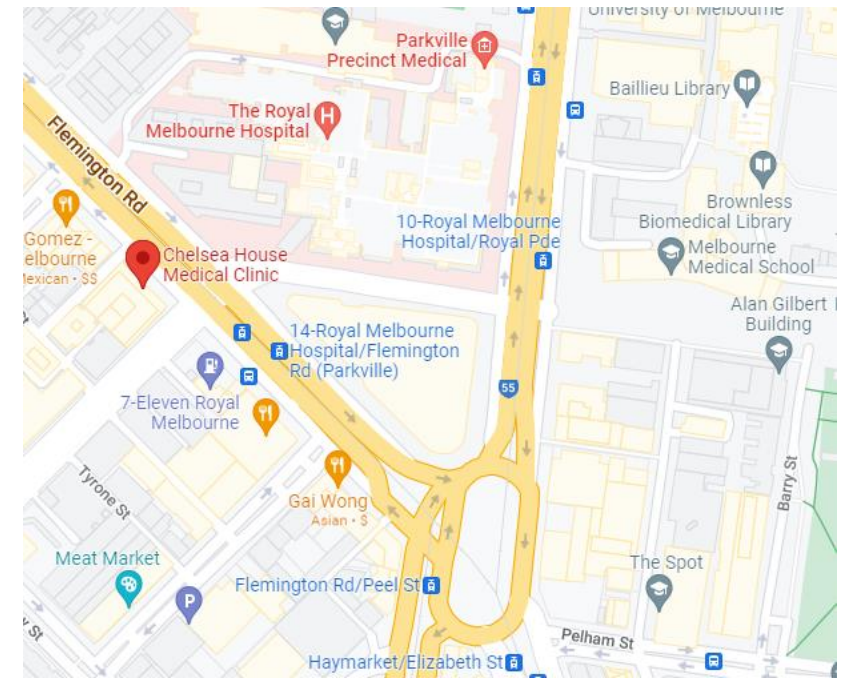 University of Melbourne
Parkville
Precinct Medical
Baillieu Library
The Royal
Melbourne Hospital
H
Flemington Rd
Brownless
Biomedical Library
10-Royal Melbourne
Hospital/Royal Pde
Gomez -
elbourne
Mexican • $$
Chelsea House
Medical Clinic
Melbourne
Medical School
Alan Gilbert
Building
14-Royal Melbourne
Hospital/Flemington
Rd (Parkville)
55
7-Eleven Royal
Melbourne
Tyrone St
Gai Wong
Asian • $
Barry St
Meat Market
The Spot
Flemington Rd/Peel St
P
St
Pelham St
Haymarket/Elizabeth St